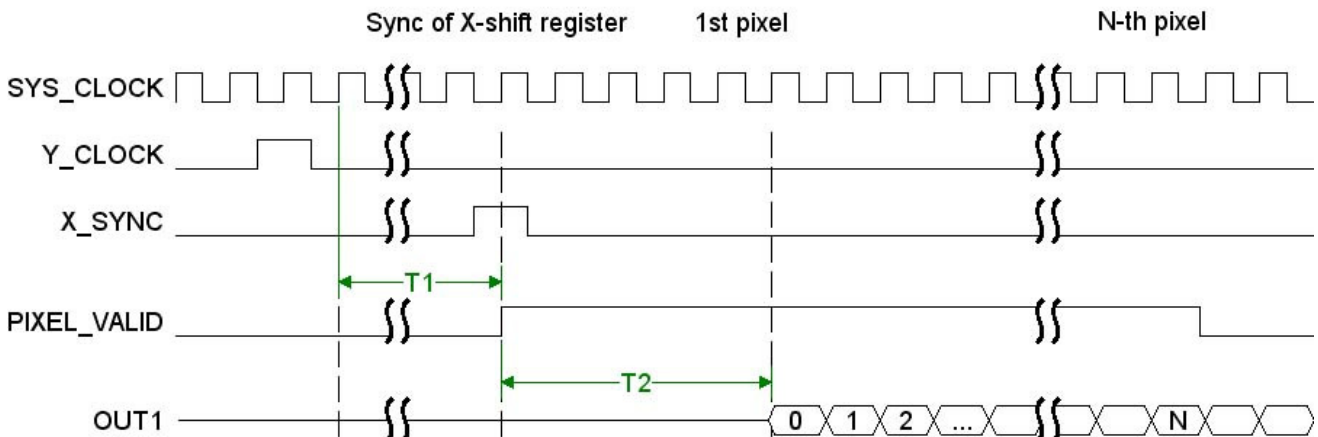 Sync of X-shift register 1st pixel N-th pixel
SYS_CLOCK
Y_CLOCK
X_SYNC
T1
PIXEL_VALID
T2
OUT1 0 1 2 ... N